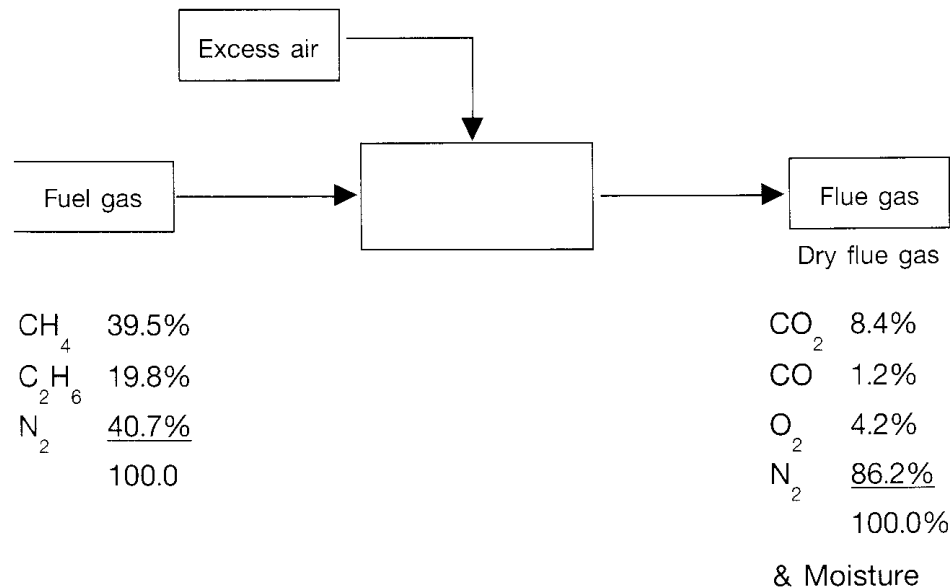 Excess air
Fuel gas
Flue gas
Dry flue gas
CH₄ 39.5%
C₂H₆ 19.8%
N₂ 40.7%
100.0
CO₂ 8.4%
CO 1.2%
O₂ 4.2%
N₂ 86.2%
100.0%
& Moisture